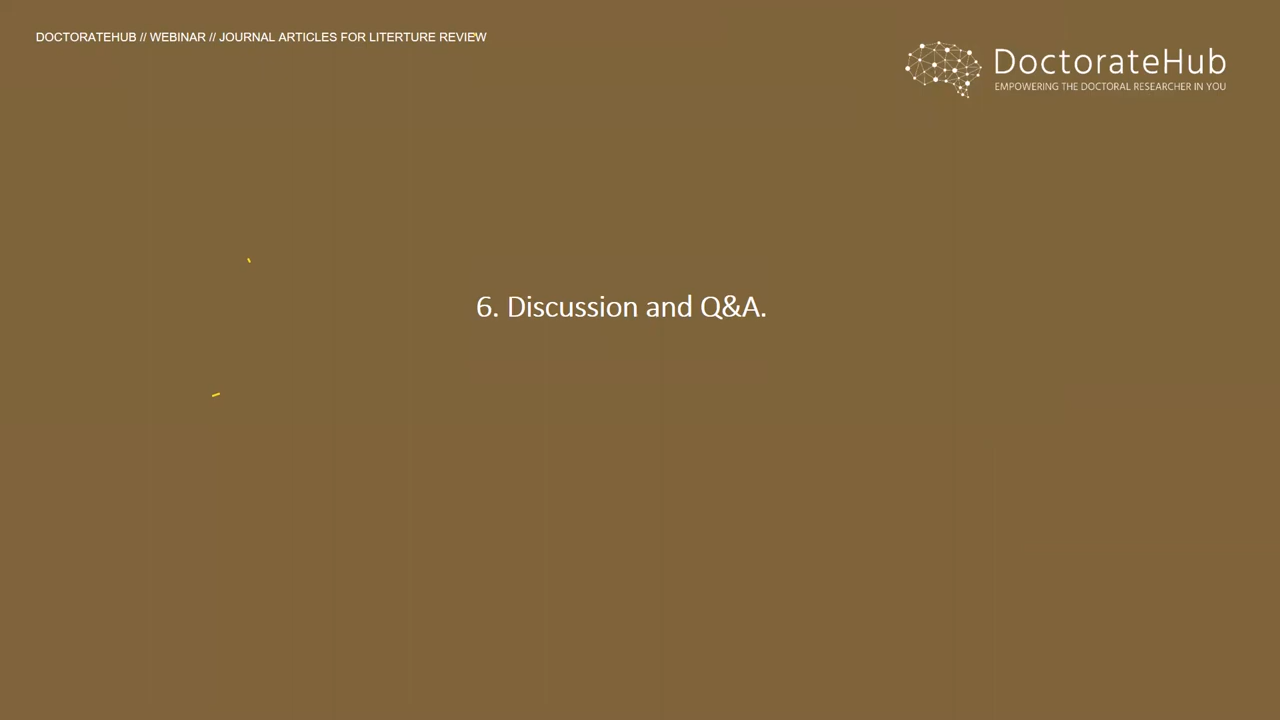 DOCTORATEHUB // WEBINAR // JOURNAL ARTICLES FOR LITERTURE REVIEW
DoctorateHub
EMPOWERING THE DOCTORAL RESEARCHER IN YOU
6. Discussion and Q&A.